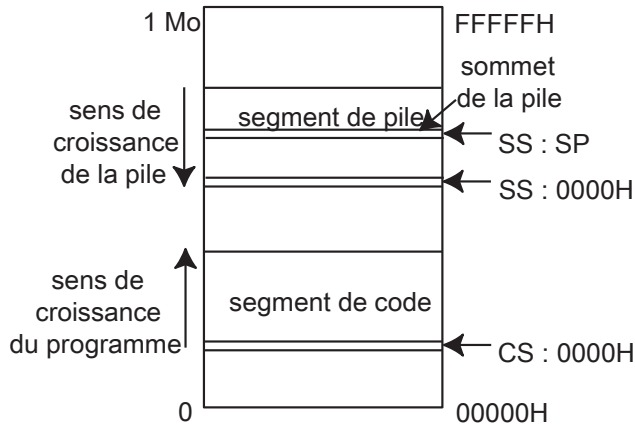 1 Mo
FFFFFH
sommet
de la pile
segment de pile
sens de
croissance
de la pile
SS : SP
SS : 0000H
sens de
croissance
du programme
segment de code
CS : 0000H
0
00000H